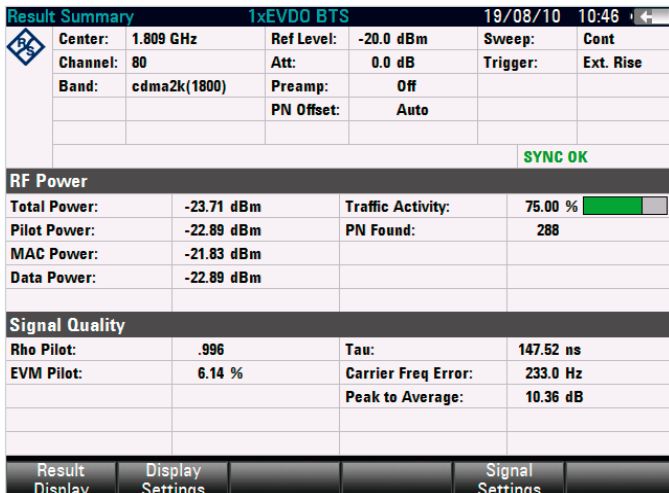 Result Summary 1xEVDO BTS 19/08/10 10:46
R&S Center: 1.809 GHz Ref Level: -20.0 dBm Sweep: Cont
Channel: 80 Att: 0.0 dB Trigger: Ext. Rise
Band: cdma2k(1800) Preamp: Off
PN Offset: Auto
SYNC OK
RF Power
Total Power: -23.71 dBm Traffic Activity: 75.00 %
Pilot Power: -22.89 dBm PN Found: 288
MAC Power: -21.83 dBm
Data Power: -22.89 dBm
Signal Quality
Rho Pilot: .996 Tau: 147.52 ns
EVM Pilot: 6.14 % Carrier Freq Error: 233.0 Hz
Peak to Average: 10.36 dB
Result Display Signal
Display Settings Settings